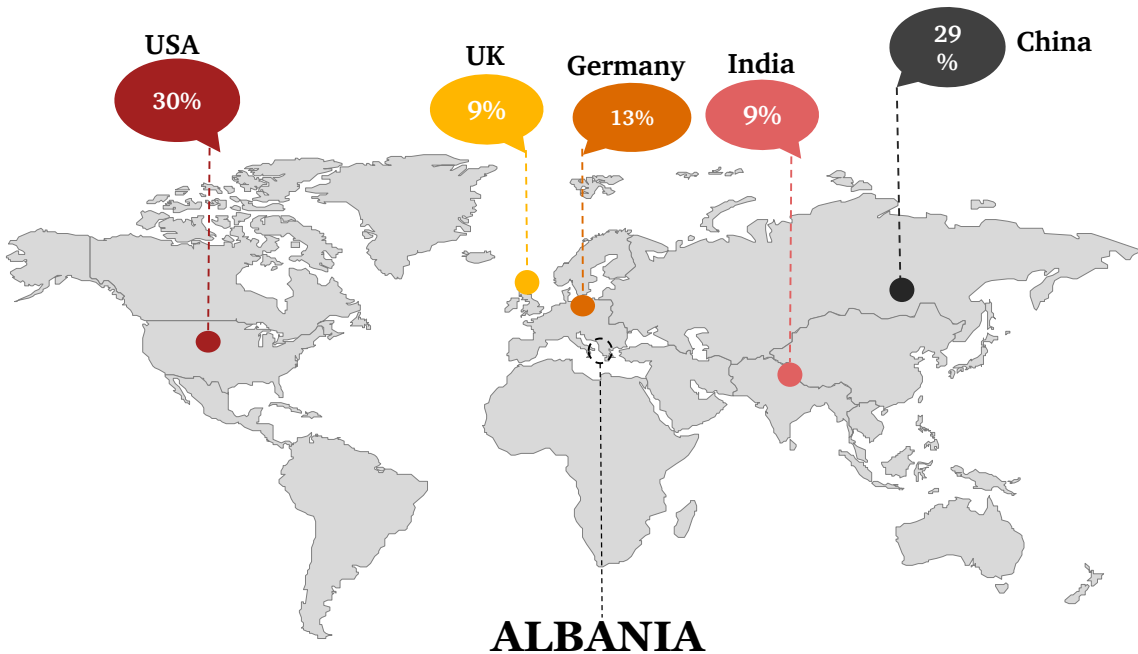 USA
30%
UK
9%
Germany
13%
India
9%
29
%
China
ALBANIA